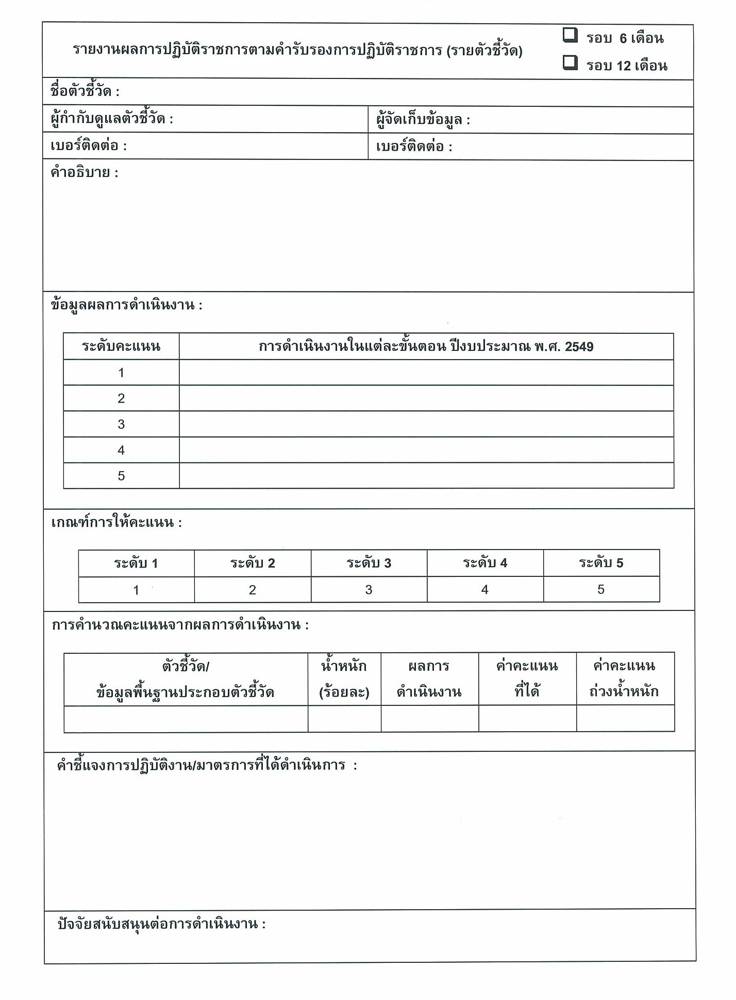 รายงานผลการปฏิบัติราชการตามคำรับรองการปฏิบัติราชการ (รายตัวชี้วัด)
รอบ 6 เดือน
รอบ 12 เดือน
ชื่อตัวชี้วัด :
ผู้กำกับดูแลตัวชี้วัด : ผู้จัดเก็บข้อมูล :
เบอร์ติดต่อ : เบอร์ติดต่อ :
คำอธิบาย :
ข้อมูลผลการดำเนินงาน :
ระดับคะแนน การดำเนินงานในแต่ละขั้นตอน ปีงบประมาณ พ.ศ. 2549
1
2
3
4
5
เกณฑ์การให้คะแนน :
ระดับ 1 ระดับ 2 ระดับ 3 ระดับ 4 ระดับ 5
1 2 3 4 5
การคำนวณคะแนนจากผลการดำเนินงาน :
ตัวชี้วัด/ น้ำหนัก ผลการ ค่าคะแนน ค่าคะแนน
ข้อมูลพื้นฐานประกอบตัวชี้วัด (ร้อยละ) ดำเนินงาน ที่ได้ ถ่วงน้ำหนัก
คำชี้แจงการปฏิบัติงาน/มาตรการที่ได้ดำเนินการ :
ปัจจัยสนับสนุนต่อการดำเนินงาน :